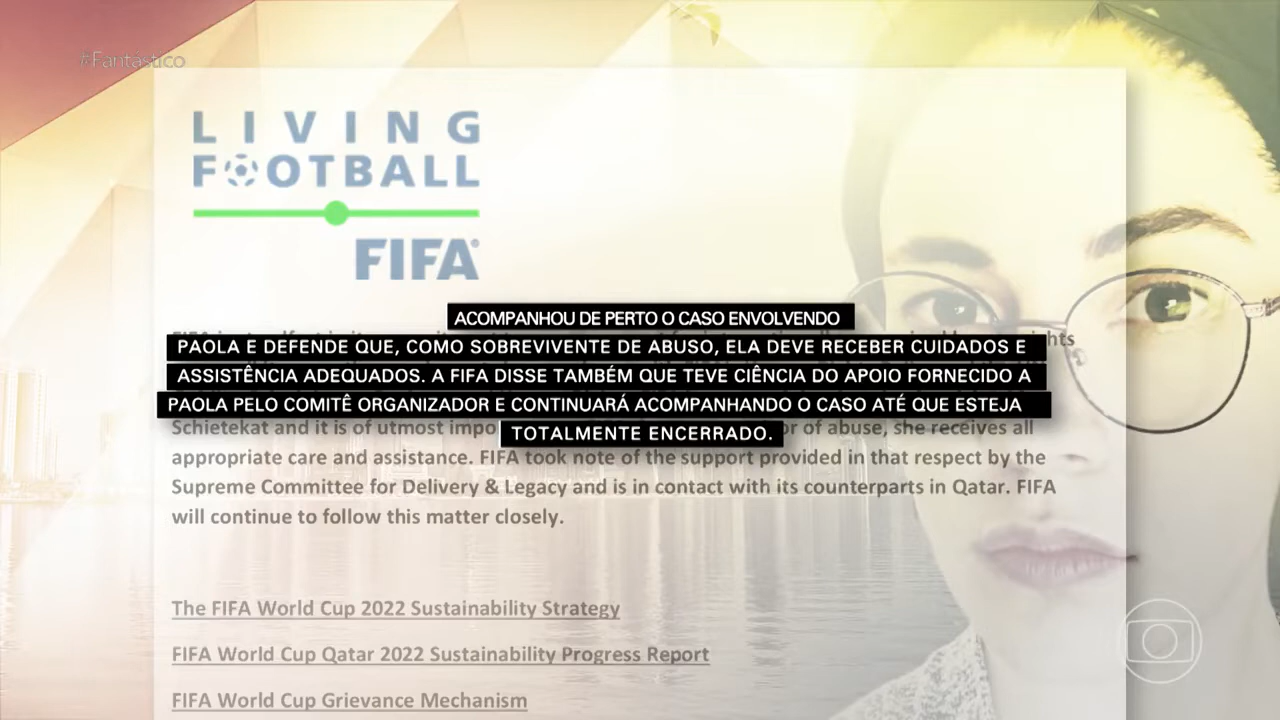 #Fantástico
LIVING
FOOTBALL
FIFA®
ACOMPANHOU DE PERTO O CASO ENVOLVENDO
PAOLA E DEFENDE QUE, COMO SOBREVIVENTE DE ABUSO, ELA DEVE RECEBER CUIDADOS E
ASSISTÊNCIA ADEQUADOS. A FIFA DISSE TAMBÉM QUE TEVE CIÊNCIA DO APOIO FORNECIDO A
PAOLA PELO COMITÊ ORGANIZADOR E CONTINUARÁ ACOMPANHANDO O CASO ATÉ QUE ESTEJA
TOTALMENTE ENCERRADO.
Schietekat and it is of utmost or of abuse, she receives all
appropriate care and assistance. FIFA took note of the support provided in that respect by the
Supreme Committee for Delivery & Legacy and is in contact with its counterparts in Qatar. FIFA
will continue to follow this matter closely.
The FIFA World Cup 2022 Sustainability Strategy
FIFA World Cup Qatar 2022 Sustainability Progress Report
FIFA World Cup Grievance Mechanism